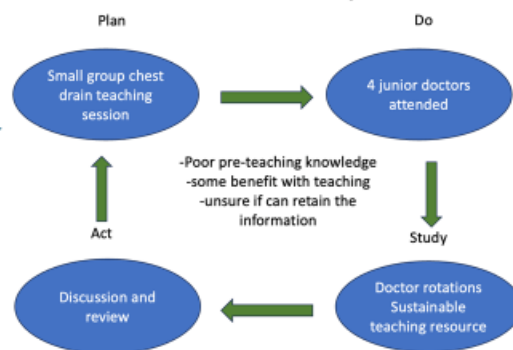 Plan
Do
Small group chest
drain teaching
session
4 junior doctors
attended
-Poor pre-teaching knowledge
-some benefit with teaching
-unsure if can retain the
information
Act
Study
Discussion and
review
Doctor rotations
Sustainable
teaching resource